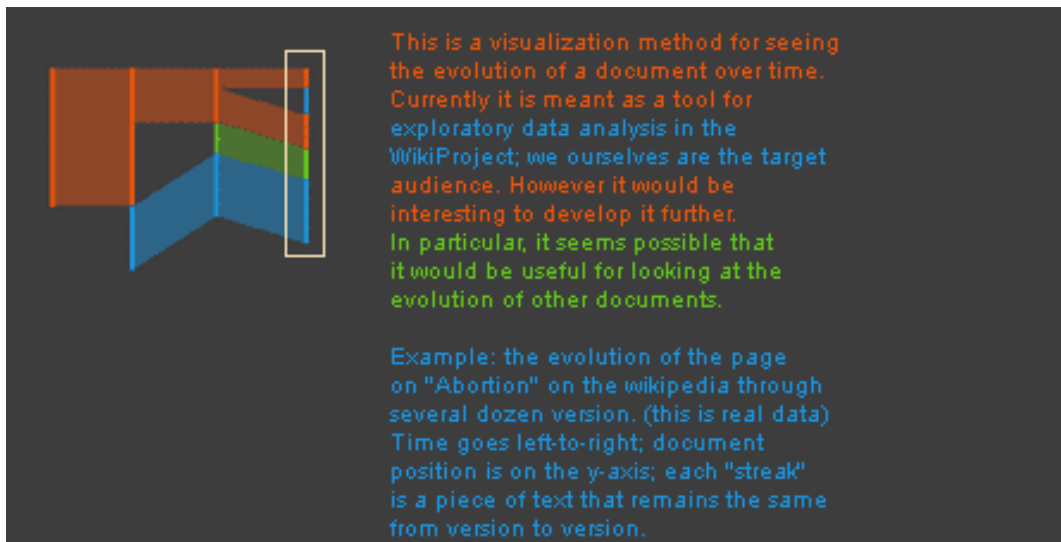 This is a visualization method for seeing
the evolution of a document over time.
Currently it is meant as a tool for
exploratory data analysis in the
WikiProject; we ourselves are the target
audience. However it would be
interesting to develop it further.
In particular, it seems possible that
it would be useful for looking at the
evolution of other documents.
Example: the evolution of the page
on "Abortion" on the wikipedia through
several dozen version. (this is real data)
Time goes left-to-right; document
position is on the y-axis; each "streak"
is a piece of text that remains the same
from version to version.